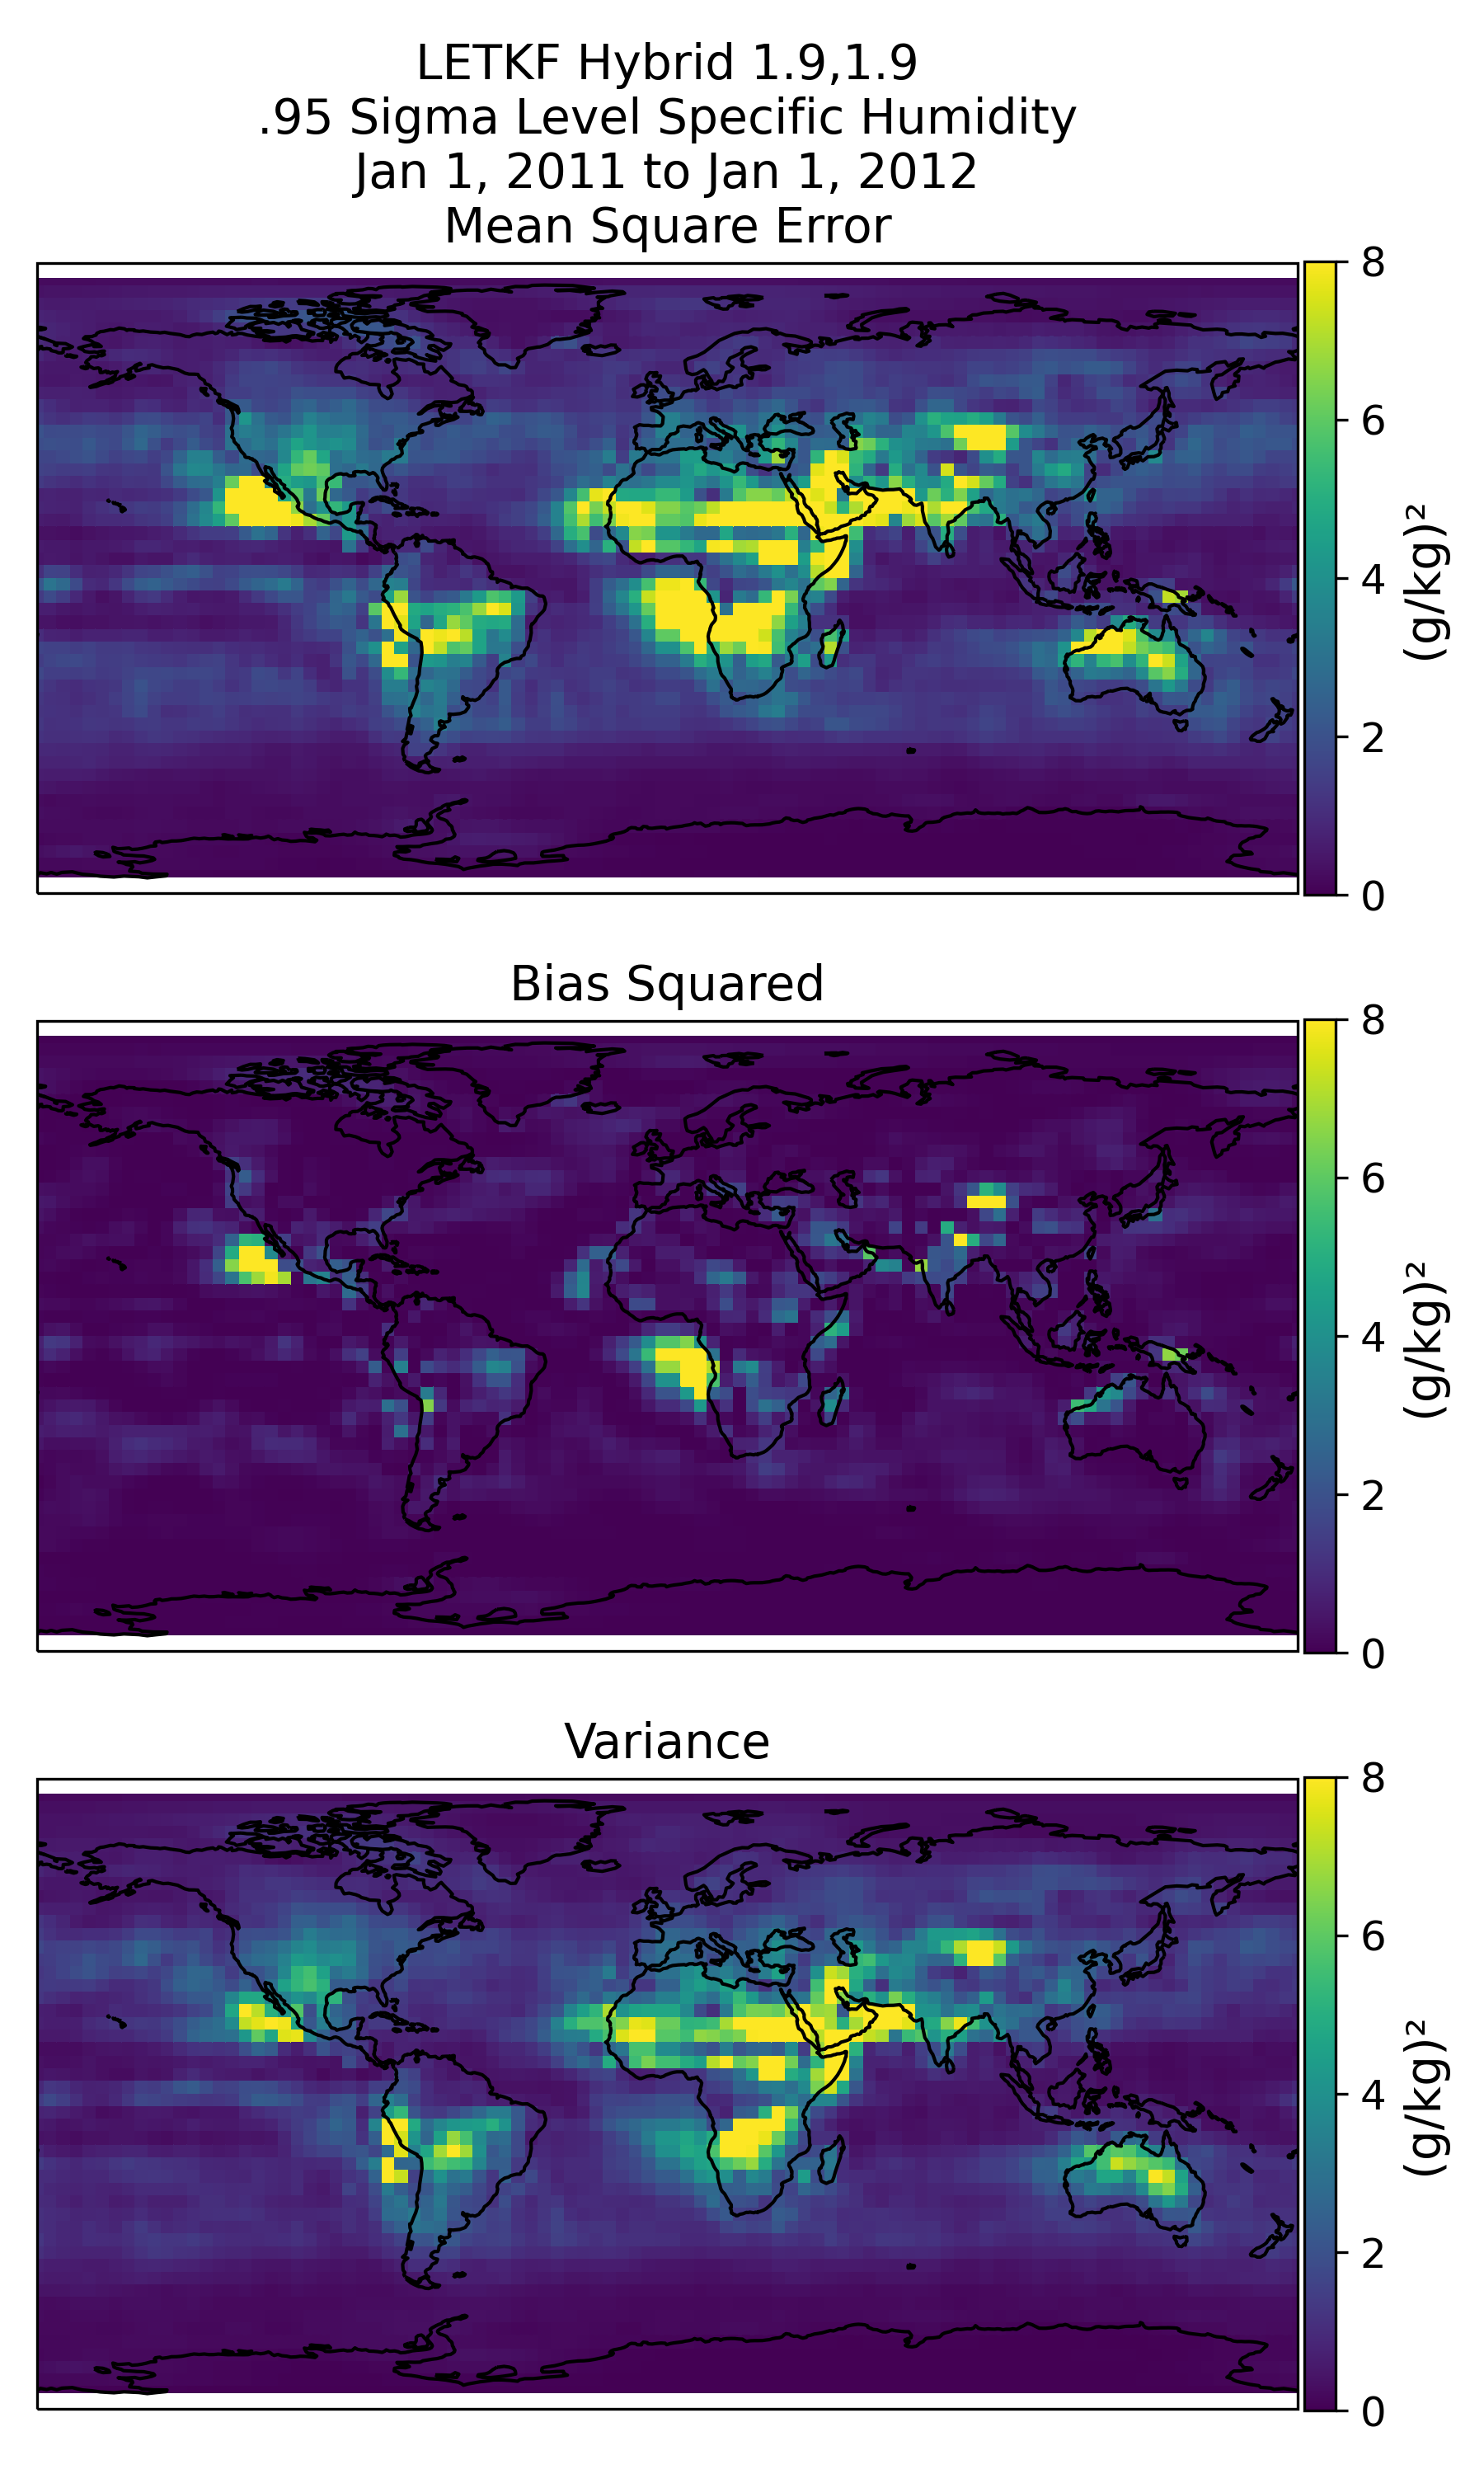 LETKF Hybrid 1.9,1.9
.95 Sigma Level Specific Humidity
Jan 1, 2011 to Jan 1, 2012
Mean Square Error
8
6
4
2
0
(g/kg)²
Bias Squared
8
6
4
2
0
(g/kg)²
Variance
8
6
4
2
0
(g/kg)²